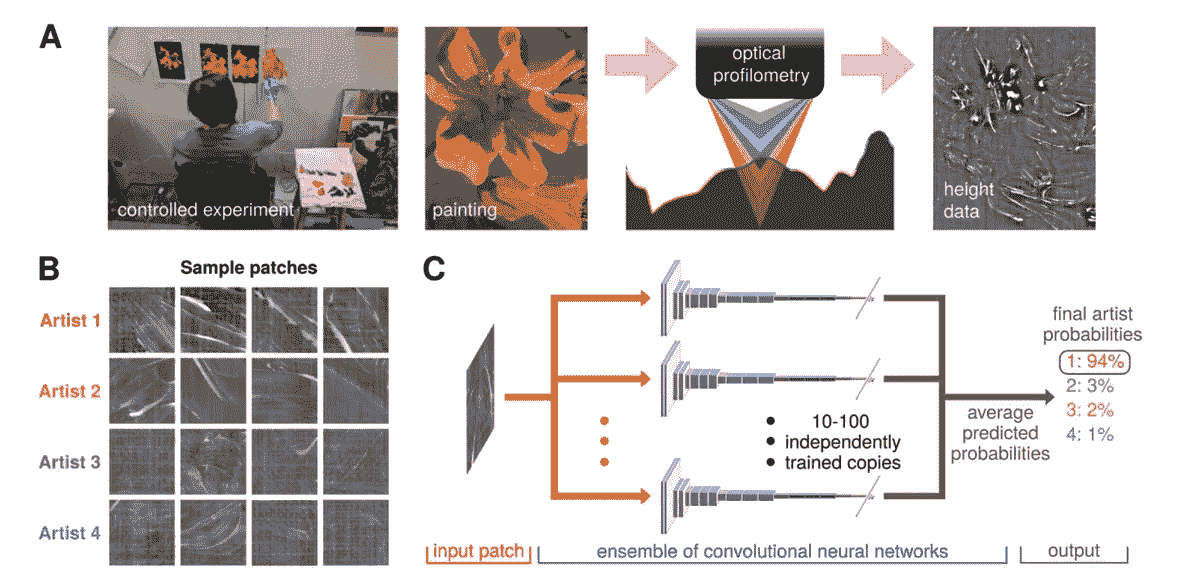 A
controlled experiment
painting
optical
profilometry
height
data
B
Sample patches
Artist 1
Artist 2
Artist 3
Artist 4
C
10-100
independently
trained copies
average
predicted
probabilities
final artist
probabilities
1: 94%
2: 3%
3: 2%
4: 1%
input patch
ensemble of convolutional neural networks
output